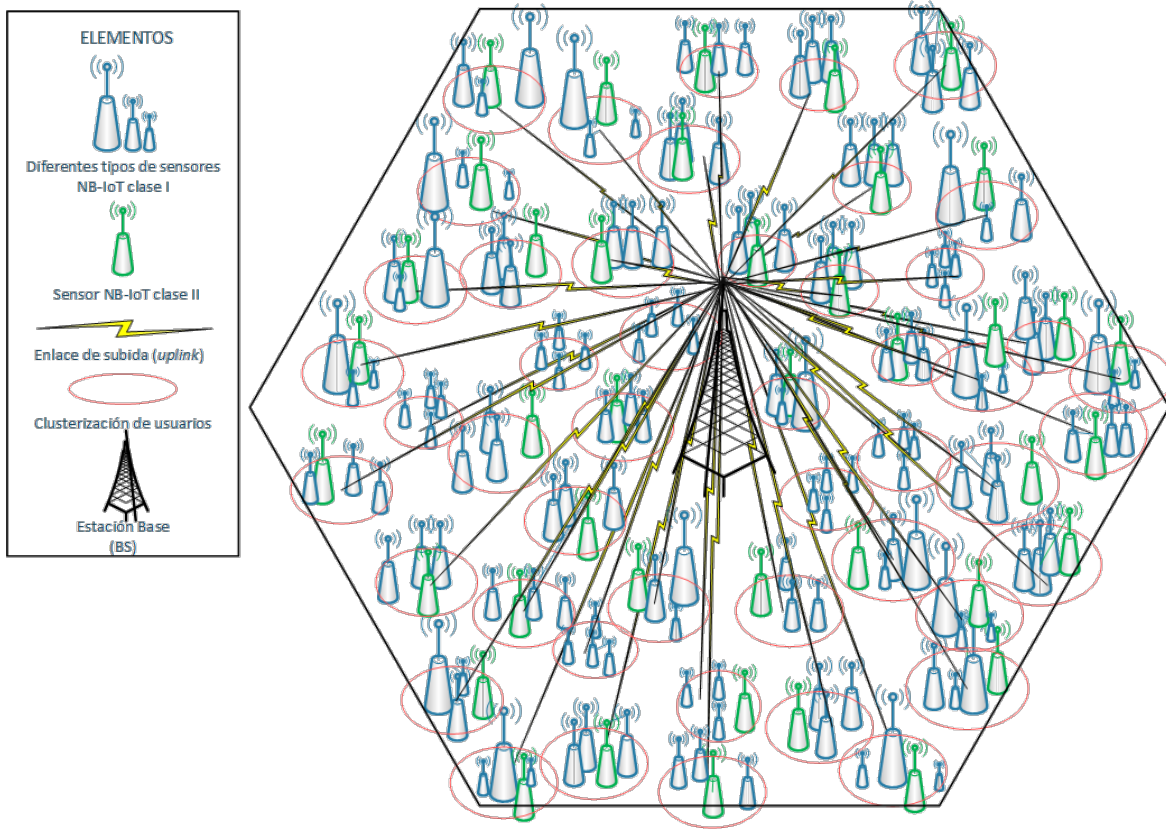 ELEMENTOS
Diferentes tipos de sensores
NB-IoT clase I
Sensor NB-IoT clase II
Enlace de subida (uplink)
Clusterización de usuarios
Estación Base
(BS)